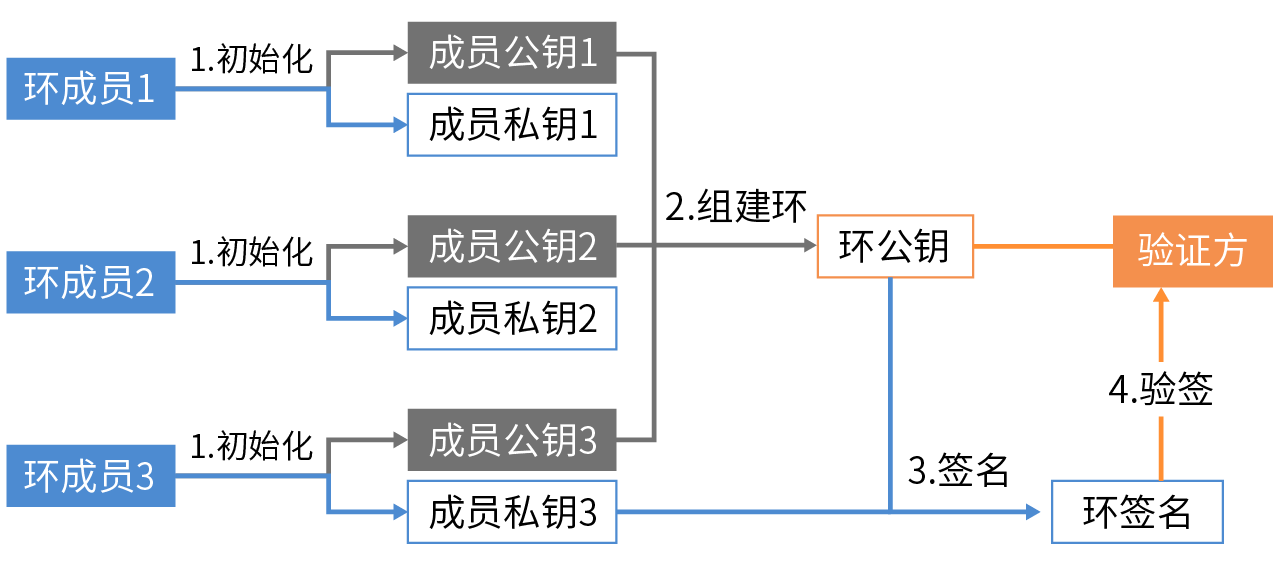 环成员1
1.初始化
成员公钥1
成员私钥1
2.组建环
环成员2
1.初始化
成员公钥2
成员私钥2
环公钥
验证方
4.验签
环成员3
1.初始化
成员公钥3
成员私钥3
3.签名
环签名